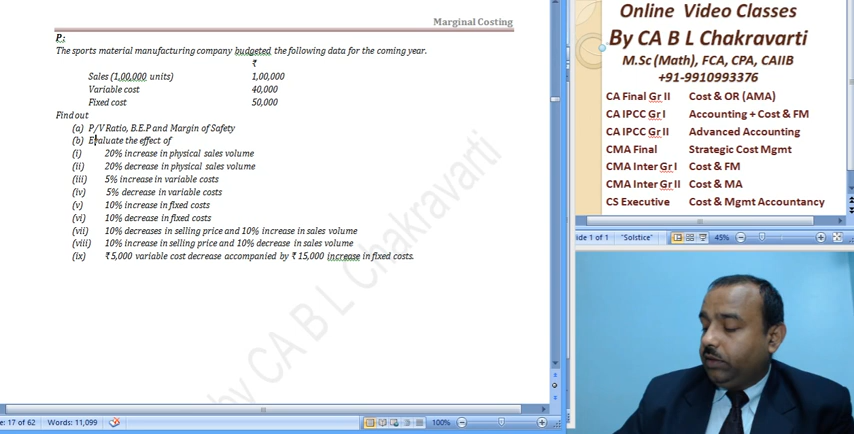 Marginal Costing
P:
The sports material manufacturing company budgeted the following data for the coming year.
₹
Sales (1,00,000 units) 1,00,000
Variable cost 40,000
Fixed cost 50,000
Find out
(a) P/V Ratio, B.E.P and Margin of Safety
(b) Evaluate the effect of
(i) 20% increase in physical sales volume
(ii) 20% decrease in physical sales volume
(iii) 5% increase in variable costs
(iv) 5% decrease in variable costs
(v) 10% increase in fixed costs
(vi) 10% decrease in fixed costs
(vii) 10% decreases in selling price and 10% increase in sales volume
(viii) 10% increase in selling price and 10% decrease in sales volume
(ix) ₹ 5,000 variable cost decrease accompanied by ₹ 15,000 increase in fixed costs.
by CA B L Chakravarti
e: 17 of 62 Words: 11,099 100%
Online Video Classes
By CA B L Chakravarti
M.Sc (Math), FCA, CPA, CAIIB
+91-9910993376
CA Final Gr II Cost & OR (AMA)
CA IPCC Gr I Accounting + Cost & FM
CA IPCC Gr II Advanced Accounting
CMA Final Strategic Cost Mgmt
CMA Inter Gr I Cost & FM
CMA Inter Gr II Cost & MA
CS Executive Cost & Mgmt Accountancy
ide 1 of 1 "Solstice" 45%